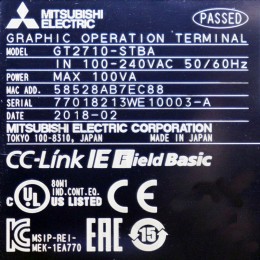 MITSUBISHI
ELECTRIC
PASSED
GRAPHIC OPERATION TERMINAL
MODEL GT2710-STBA
IN 100-240VAC 50/60Hz
POWER MAX 100VA
MAC ADD. 58528AB7EC88
SERIAL 77018213WE10003-A
DATE 2018-02
MITSUBISHI ELECTRIC CORPORATION
TOKYO 100-8310, JAPAN MADE IN JAPAN
CC-Link IE Field Basic
80M1
IND.CONT.EQ.
c UL US LISTED CE
MSIP-REI-
MEK-1EA770
EAC
15